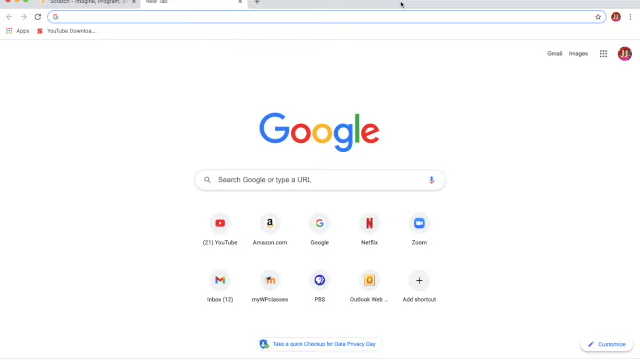 Scratch - Imagine, Program, S
New Tab
Apps
YouTube Downloa...
Gmail
Images
JJ
Google
Search Google or type a URL
(21) YouTube
Amazon.com
Google
Netflix
Zoom
Inbox (12)
myWPclasses
PBS
Outlook Web ...
Add shortcut
Take a quick Checkup for Data Privacy Day
Customize